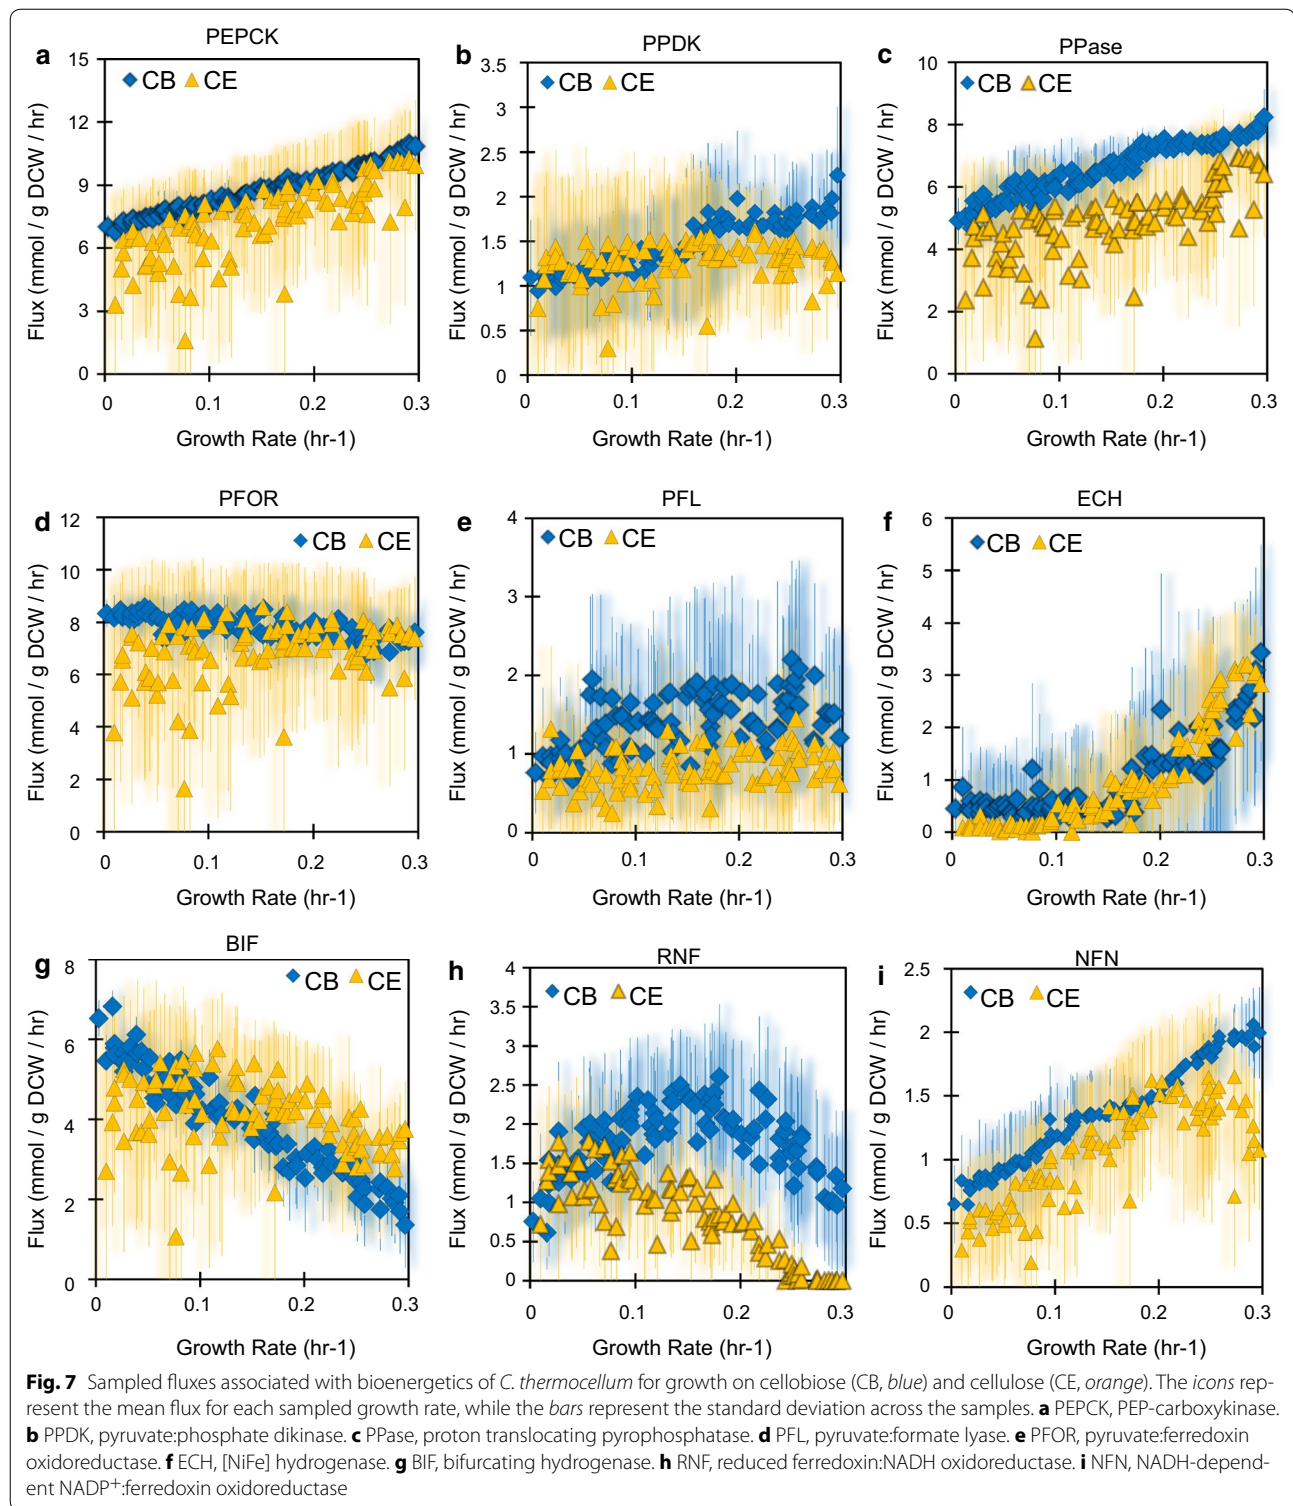 a PEPCK
CB CE
15
12
9
6
3
0
0 0.1 0.2 0.3
Flux (mmol / g DCW / hr)
Growth Rate (hr-1)
b PPDK
CB CE
3.5
3
2.5
2
1.5
1
0.5
0
0 0.1 0.2 0.3
Flux (mmol / g DCW / hr)
Growth Rate (hr-1)
c PPase
CB CE
10
8
6
4
2
0
0 0.1 0.2 0.3
Flux (mmol / g DCW / hr)
Growth Rate (hr-1)
d PFOR
CB CE
12
10
8
6
4
2
0
0 0.1 0.2 0.3
Flux (mmol / g DCW / hr)
Growth Rate (hr-1)
e PFL
CB CE
4
3
2
1
0
0 0.1 0.2 0.3
Flux (mmol / g DCW / hr)
Growth Rate (hr-1)
f ECH
CB CE
6
5
4
3
2
1
0
0 0.1 0.2 0.3
Flux (mmol / g DCW / hr)
Growth Rate (hr-1)
g BIF
CB CE
8
6
4
2
0
0 0.1 0.2 0.3
Flux (mmol / g DCW / hr)
Growth Rate (hr-1)
h RNF
CB CE
4
3.5
3
2.5
2
1.5
1
0.5
0
0 0.1 0.2 0.3
Flux (mmol / g DCW / hr)
Growth Rate (hr-1)
i NFN
CB CE
2.5
2
1.5
1
0.5
0
0 0.1 0.2 0.3
Flux (mmol / g DCW / hr)
Growth Rate (hr-1)
Fig. 7 Sampled fluxes associated with bioenergetics of C. thermocellum for growth on cellobiose (CB, blue) and cellulose (CE, orange). The icons rep-
resent the mean flux for each sampled growth rate, while the bars represent the standard deviation across the samples. a PEPCK, PEP-carboxykinase.
b PPDK, pyruvate:phosphate dikinase. c PPase, proton translocating pyrophosphatase. d PFL, pyruvate:formate lyase. e PFOR, pyruvate:ferredoxin
oxidoreductase. f ECH, [NiFe] hydrogenase. g BIF, bifurcating hydrogenase. h RNF, reduced ferredoxin:NADH oxidoreductase. i NFN, NADH-depend-
ent NADP⁺:ferredoxin oxidoreductase